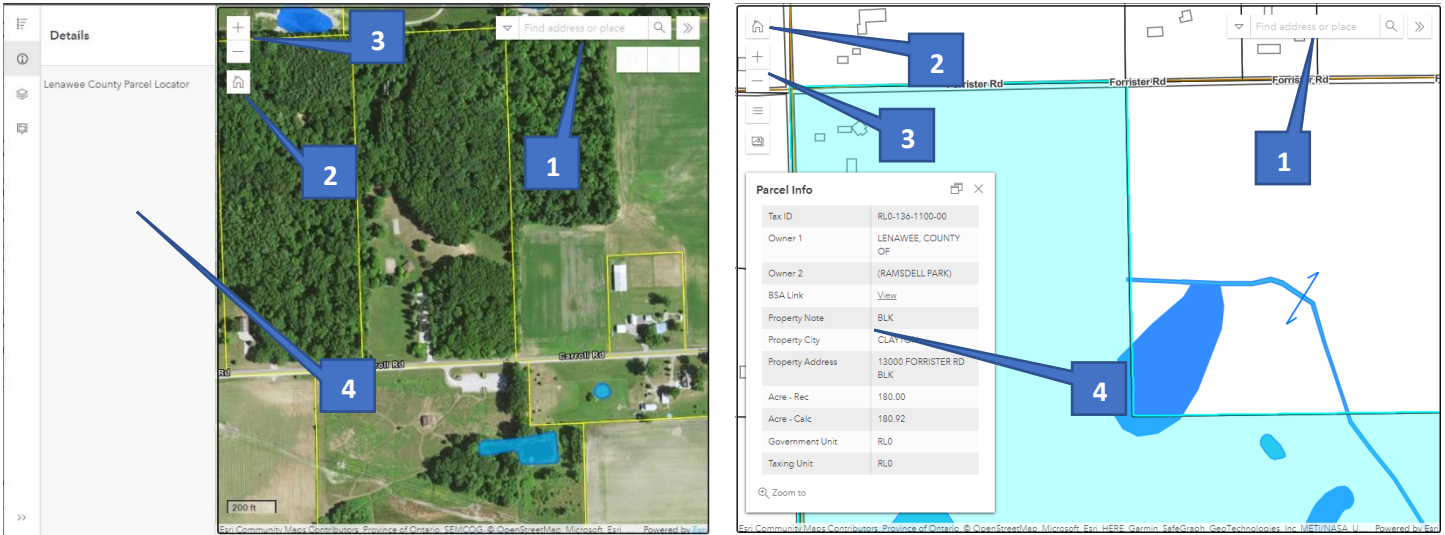 Details
Lenawee County Parcel Locator
Find address or place
3
2
1
4
Carroll Rd
oll Rd
Rd
200 ft
Esri Community Maps Contributors, Province of Ontario, SEMCOG, © OpenStreetMap, Microsoft, Esri... Powered by Esri
Find address or place
2
3
1
Forrister Rd
Forrister Rd
Forrister Rd
F
Parcel Info
Tax ID RL0-136-1100-00
Owner 1 LENAWEE, COUNTY
OF
Owner 2 (RAMSDELL PARK)
BSA Link View
Property Note BLK
Property City CLAYTO
Property Address 13000 FORRISTER RD
BLK
Acre - Rec 180.00
Acre - Calc 180.92
Government Unit RL0
Taxing Unit RL0
Zoom to
4
Esri Community Maps Contributors, Province of Ontario, © OpenStreetMap, Microsoft, Esri, HERE, Garmin, SafeGraph, GeoTechnologies, Inc, METI/NASA, U... Powered by Esri